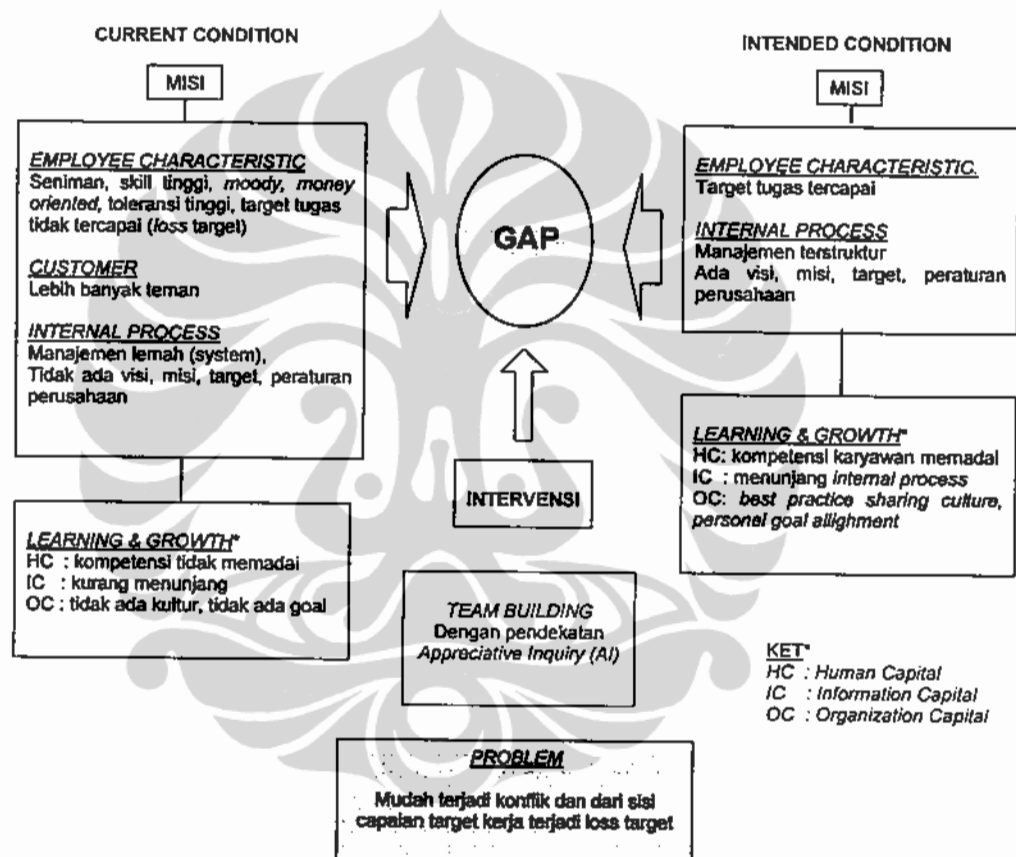 CURRENT CONDITION
MISI
EMPLOYEE CHARACTERISTIC
Seniman, skill tinggi, moody, money
oriented, toleransi tinggi, target tugas
tidak tercapai (loss target)
CUSTOMER
Lebih banyak teman
INTERNAL PROCESS
Manajemen lemah (system),
Tidak ada visi, misi, target, peraturan
perusahaan
LEARNING & GROWTH*
HC : kompetensi tidak memadai
IC : kurang menunjang
OC : tidak ada kultur, tidak ada goal
GAP
INTERVENSI
TEAM BUILDING
Dengan pendekatan
Appreciative Inquiry (AI)
PROBLEM
Mudah terjadi konflik dan dari sisi
capaian target kerja terjadi loss target
INTENDED CONDITION
MISI
EMPLOYEE CHARACTERISTIC.
Target tugas tercapai
INTERNAL PROCESS
Manajemen terstruktur
Ada visi, misi, target, peraturan
perusahaan
LEARNING & GROWTH*
HC: kompetensi karyawan memadai
IC : menunjang internal process
OC: best practice sharing culture,
personel goal allighment
KET*
HC : Human Capital
IC : Information Capital
OC : Organization Capital